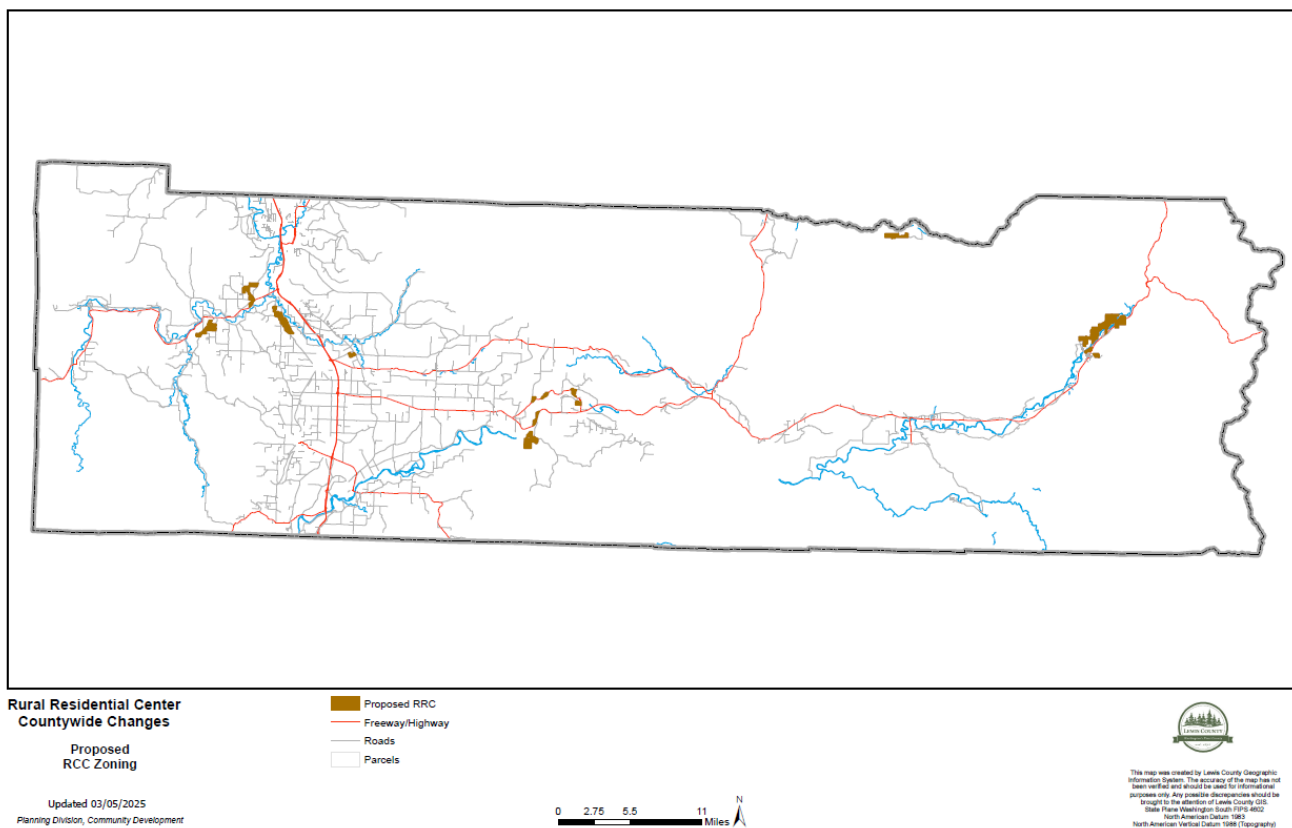 Rural Residential Center
Countywide Changes
Proposed
RCC Zoning
Updated 03/05/2025
Planning Division, Community Development
Proposed RRC
Freeway/Highway
Roads
Parcels
0 2.75 5.5 11
Miles
N
LEWIS COUNTY
This map was created by Lewis County Geographic
Information System. The accuracy of the map has not
been verified and should be used for informational
purposes only. Any possible discrepancies should be
brought to the attention of Lewis County GIS.
State Plane Washington South FIPS 4602
North American Datum 1983
North American Vertical Datum 1988 (Topography)